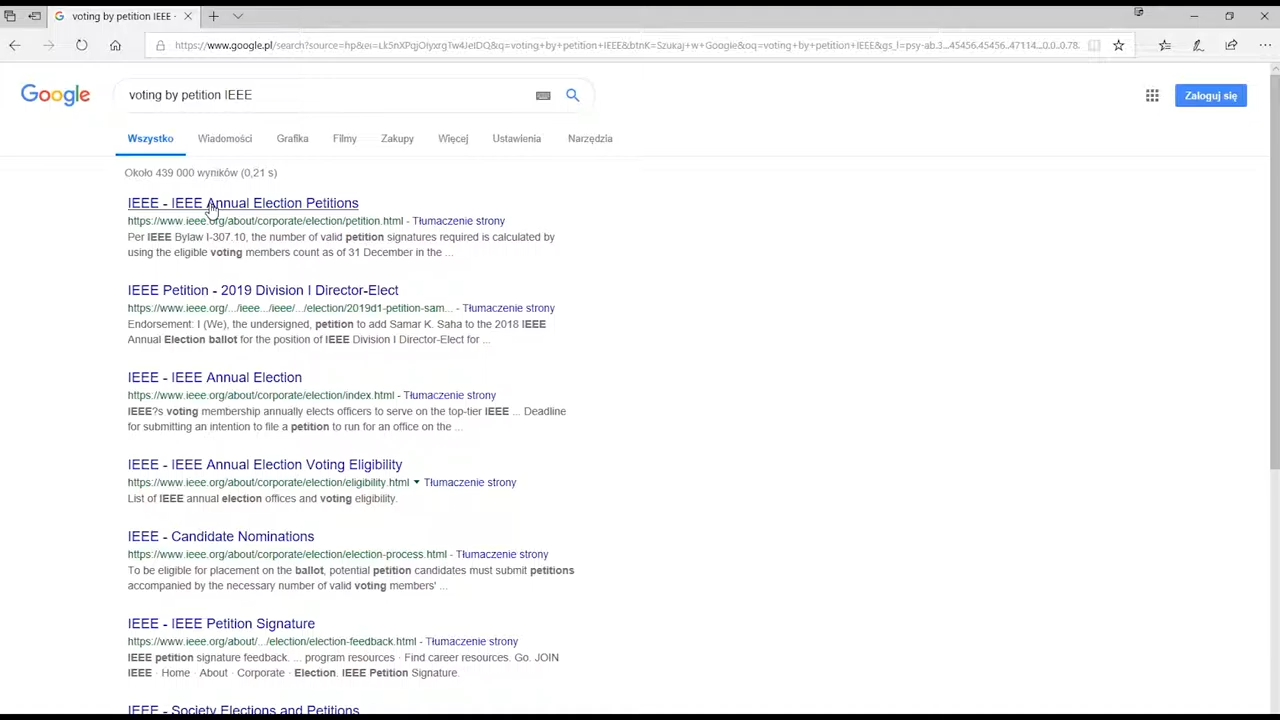 voting by petition IEEE -
https://www.google.pl/search?source=hp&ei=Lk5nXPqjOIyxrgTw4JeIDQ&q=voting+by+petition+IEEE&btnK=Szukaj+w+Google&oq=voting+by+petition+IEEE&gs_l=psy-ab.3...45456.45456..47114...0.0..0.78.
Google
voting by petition IEEE
Zaloguj się
Wszystko Wiadomości Grafika Filmy Zakupy Więcej Ustawienia Narzędzia
Około 439 000 wyników (0,21 s)
IEEE - IEEE Annual Election Petitions
https://www.ieee.org/about/corporate/election/petition.html - Tłumaczenie strony
Per IEEE Bylaw I-307.10, the number of valid petition signatures required is calculated by
using the eligible voting members count as of 31 December in the ...
IEEE Petition - 2019 Division I Director-Elect
https://www.ieee.org/.../ieee.../ieee/.../election/2019d1-petition-sam... - Tłumaczenie strony
Endorsement: I (We), the undersigned, petition to add Samar K. Saha to the 2018 IEEE
Annual Election ballot for the position of IEEE Division I Director-Elect for ...
IEEE - IEEE Annual Election
https://www.ieee.org/about/corporate/election/index.html - Tłumaczenie strony
IEEE?s voting membership annually elects officers to serve on the top-tier IEEE ... Deadline
for submitting an intention to file a petition to run for an office on the ...
IEEE - IEEE Annual Election Voting Eligibility
https://www.ieee.org/about/corporate/election/eligibility.html Tłumaczenie strony
List of IEEE annual election offices and voting eligibility.
IEEE - Candidate Nominations
https://www.ieee.org/about/corporate/election/election-process.html - Tłumaczenie strony
To be eligible for placement on the ballot, potential petition candidates must submit petitions
accompanied by the necessary number of valid voting members' ...
IEEE - IEEE Petition Signature
https://www.ieee.org/about/.../election/election-feedback.html - Tłumaczenie strony
IEEE petition signature feedback. ... program resources · Find career resources. Go. JOIN
IEEE · Home · About · Corporate · Election. IEEE Petition Signature.
IEEE - Society Elections and Petitions